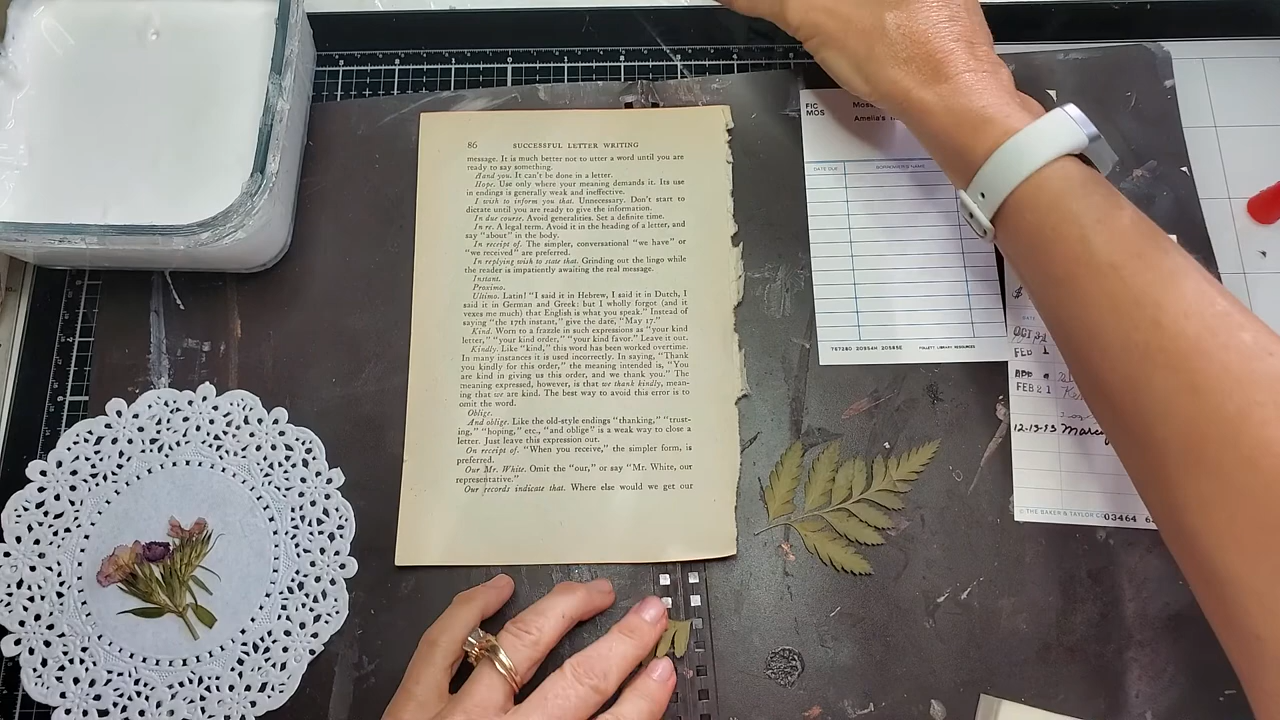 86 SUCCESSFUL LETTER WRITING
message. It is much better not to utter a word until you are
ready to say something.
Hand you. It can't be done in a letter.
Hope. Use only where your meaning demands it. Its use
in endings is generally weak and ineffective.
I wish to inform you that. Unnecessary. Don't start to
dictate until you are ready to give the information.
In due course. Avoid generalities. Set a definite time.
In re. A legal term. Avoid it in the heading of a letter, and
say "about" in the body.
In receipt of. The simpler, conversational "we have" or
"we received" are preferred.
In replying wish to state that. Grinding out the lingo while
the reader is impatiently awaiting the real message.
Instant.
Proximo.
Ultimo. Latin! "I said it in Hebrew, I said it in Dutch, I
said it in German and Greek; but I wholly forgot (and it
vexes me much) that English is what you speak." Instead of
saying "the 17th instant," give the date, "May 17."
Kind. Worn to a frazzle in such expressions as "your kind
letter," "your kind order," "your kind favor." Leave it out.
Kindly. Like "Kind," this word has been worked overtime.
In many instances it is used incorrectly. In saying, "Thank
you kindly for this order," the meaning intended is, "You
are kind in giving us this order, and we thank you." The
meaning expressed, however, is that we thank kindly, mean-
ing that we are kind. The best way to avoid this error is to
omit the word.
Oblige.
And oblige. Like the old-style endings "thanking," "trust-
ing," "hoping," etc., "and oblige" is a weak way to close a
letter. Just leave this expression out.
On receipt of. "When you receive," the simpler form, is
preferred.
Our Mr. White. Omit the "our," or say "Mr. White, our
representative."
Our records indicate that. Where else would we get our
FIC
MOS
Amelia's
DATE DUE BORROWER'S NAME
767280 20954H 20585E FOLLETT LIBRARY RESOURCES
$
DATE
OCT 31
FEB 1
APR
FEB 21
12-13-93
© THE BAKER & TAYLOR CO 03464